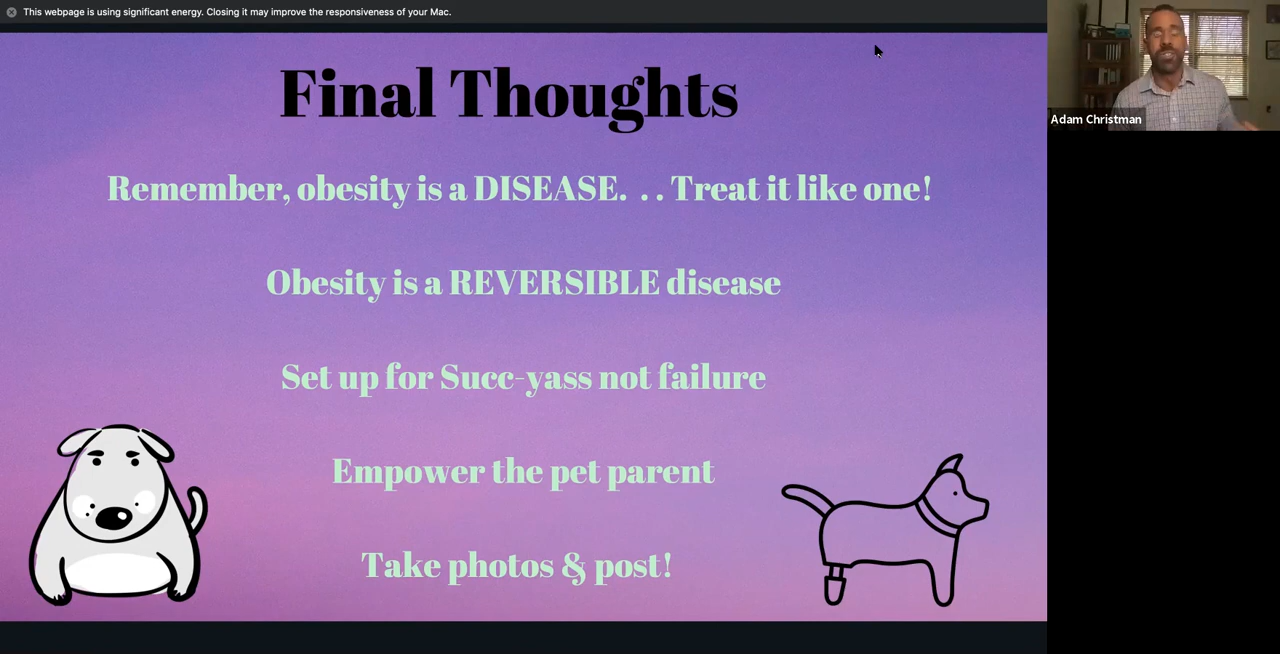 This webpage is using significant energy. Closing it may improve the responsiveness of your Mac.
Final Thoughts
Remember, obesity is a DISEASE. . . Treat it like one!
Obesity is a REVERSIBLE disease
Set up for Succ-yass not failure
Empower the pet parent
Take photos & post!
Adam Christman